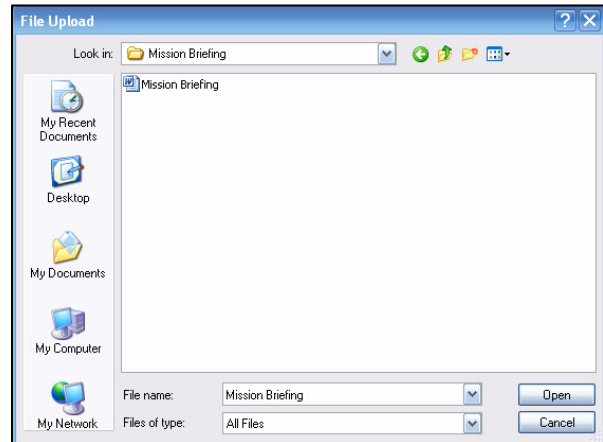 File Upload
Look in: Mission Briefing
Mission Briefing
My Recent
Documents
Desktop
My Documents
My Computer
My Network
File name: Mission Briefing Open
Files of type: All Files Cancel